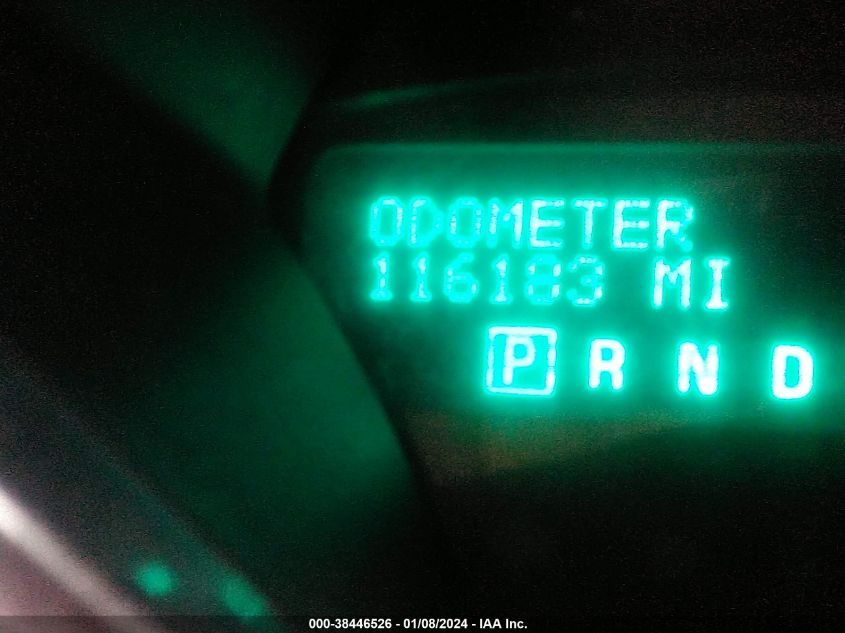 ODOMETER
116183 MI
P R N D
000-38446526 - 01/08/2024 - IAA Inc.